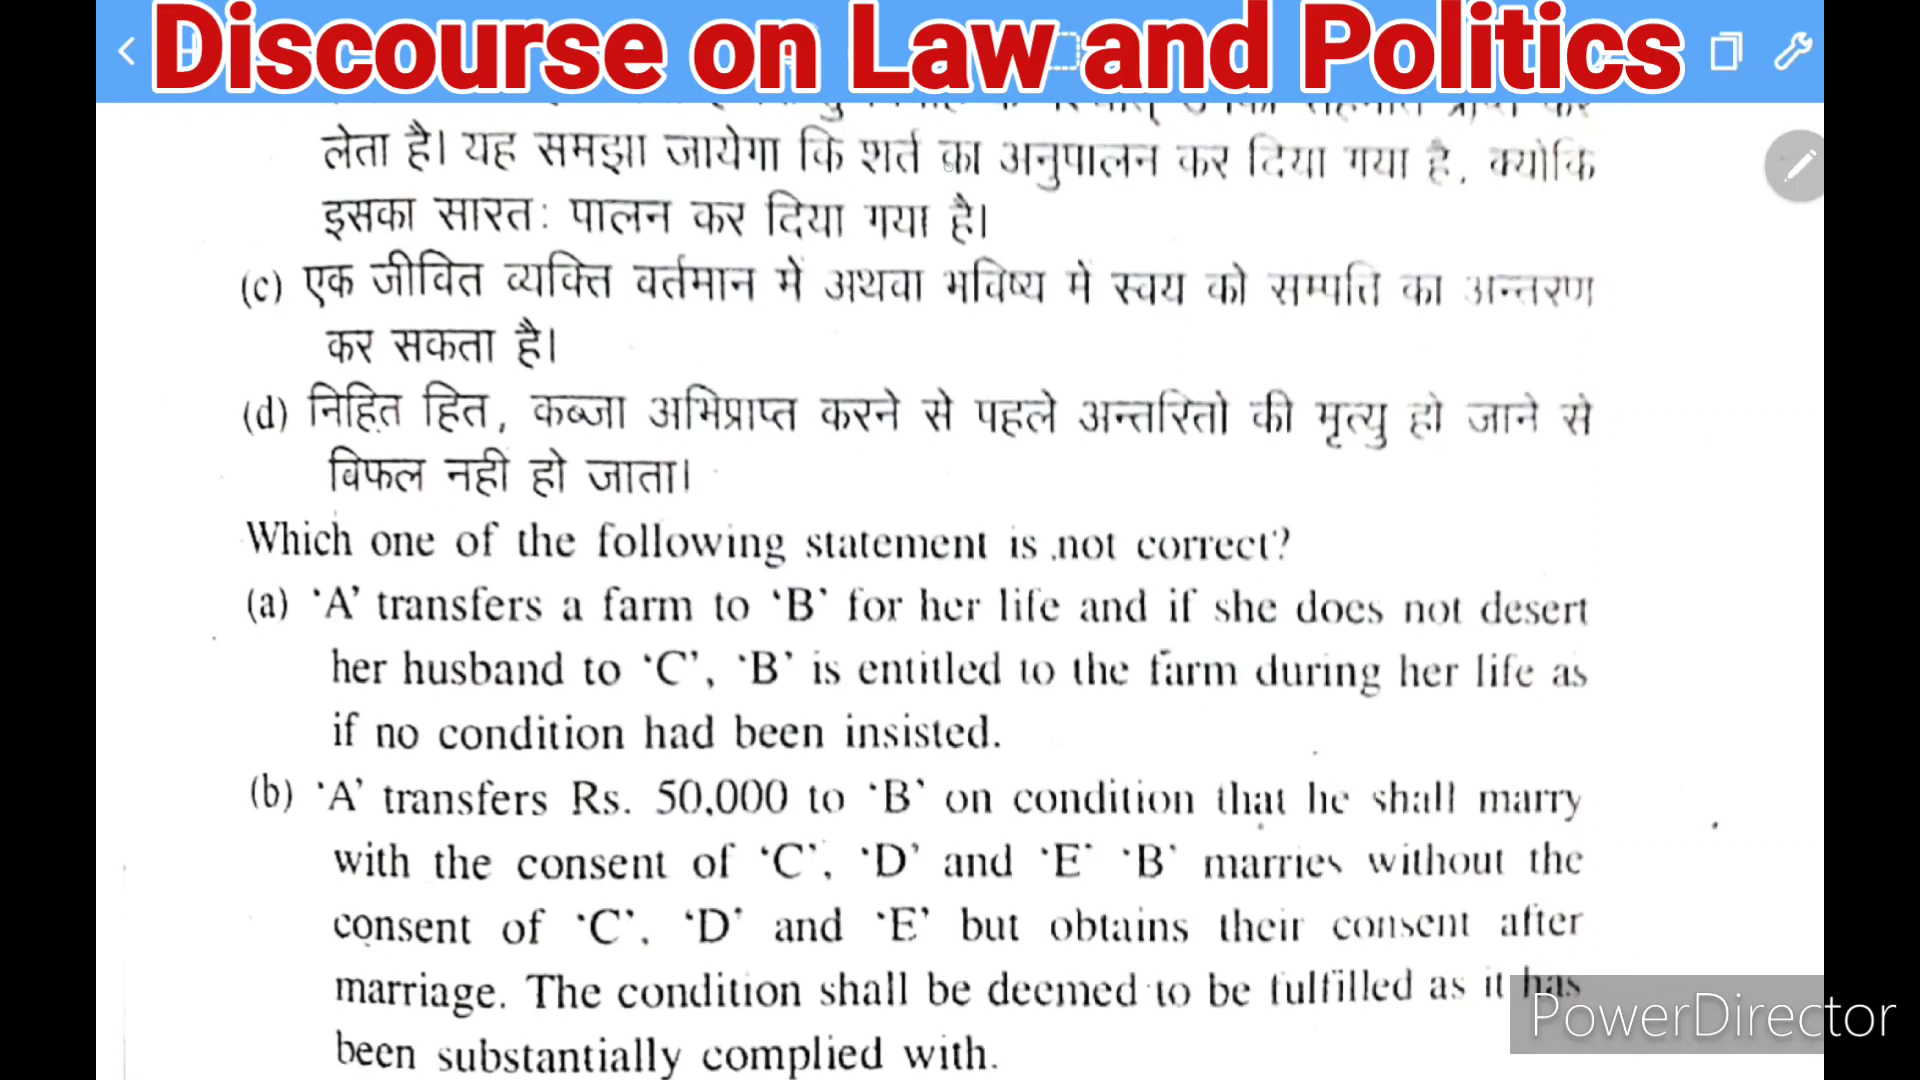 Discourse on Law and Politics
लेता है। यह समझा जायेगा कि शर्त का अनुपालन कर दिया गया है, क्योकि
इसका सारतः पालन कर दिया गया है।
(c) एक जीवित व्यक्ति वर्तमान में अथवा भविष्य में स्वय को सम्पत्ति का अन्तरण
कर सकता है।
(d) निहित हित, कब्जा अभिप्राप्त करने से पहले अन्तरिती की मृत्यु हो जाने से
विफल नही हो जाता।
Which one of the following statement is not correct?
(a) ‘A’ transfers a farm to ‘B’ for her life and if she does not desert
her husband to ‘C’, ‘B’ is entitled to the farm during her life as
if no condition had been insisted.
(b) ‘A’ transfers Rs. 50,000 to ‘B’ on condition that he shall marry
with the consent of ‘C’, ‘D’ and ‘E’ ‘B’ marries without the
consent of ‘C’, ‘D’ and ‘E’ but obtains their consent after
marriage. The condition shall be deemed to be fulfilled as it has
been substantially complied with.
PowerDirector